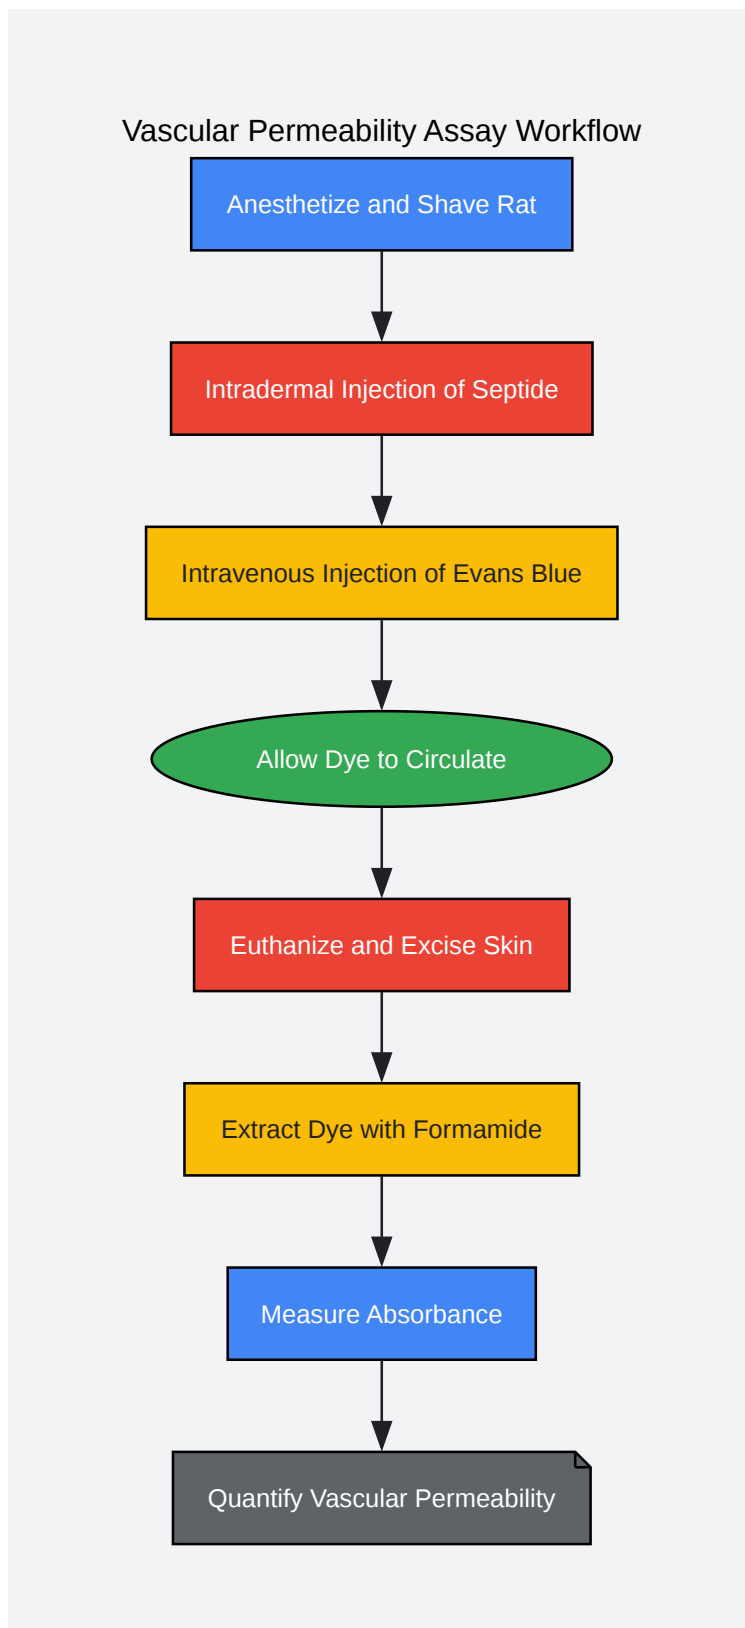 Vascular Permeability Assay Workflow
Anesthetize and Shave Rat
Intradermal Injection of Septide
Intravenous Injection of Evans Blue
Allow Dye to Circulate
Euthanize and Excise Skin
Extract Dye with Formamide
Measure Absorbance
Quantify Vascular Permeability